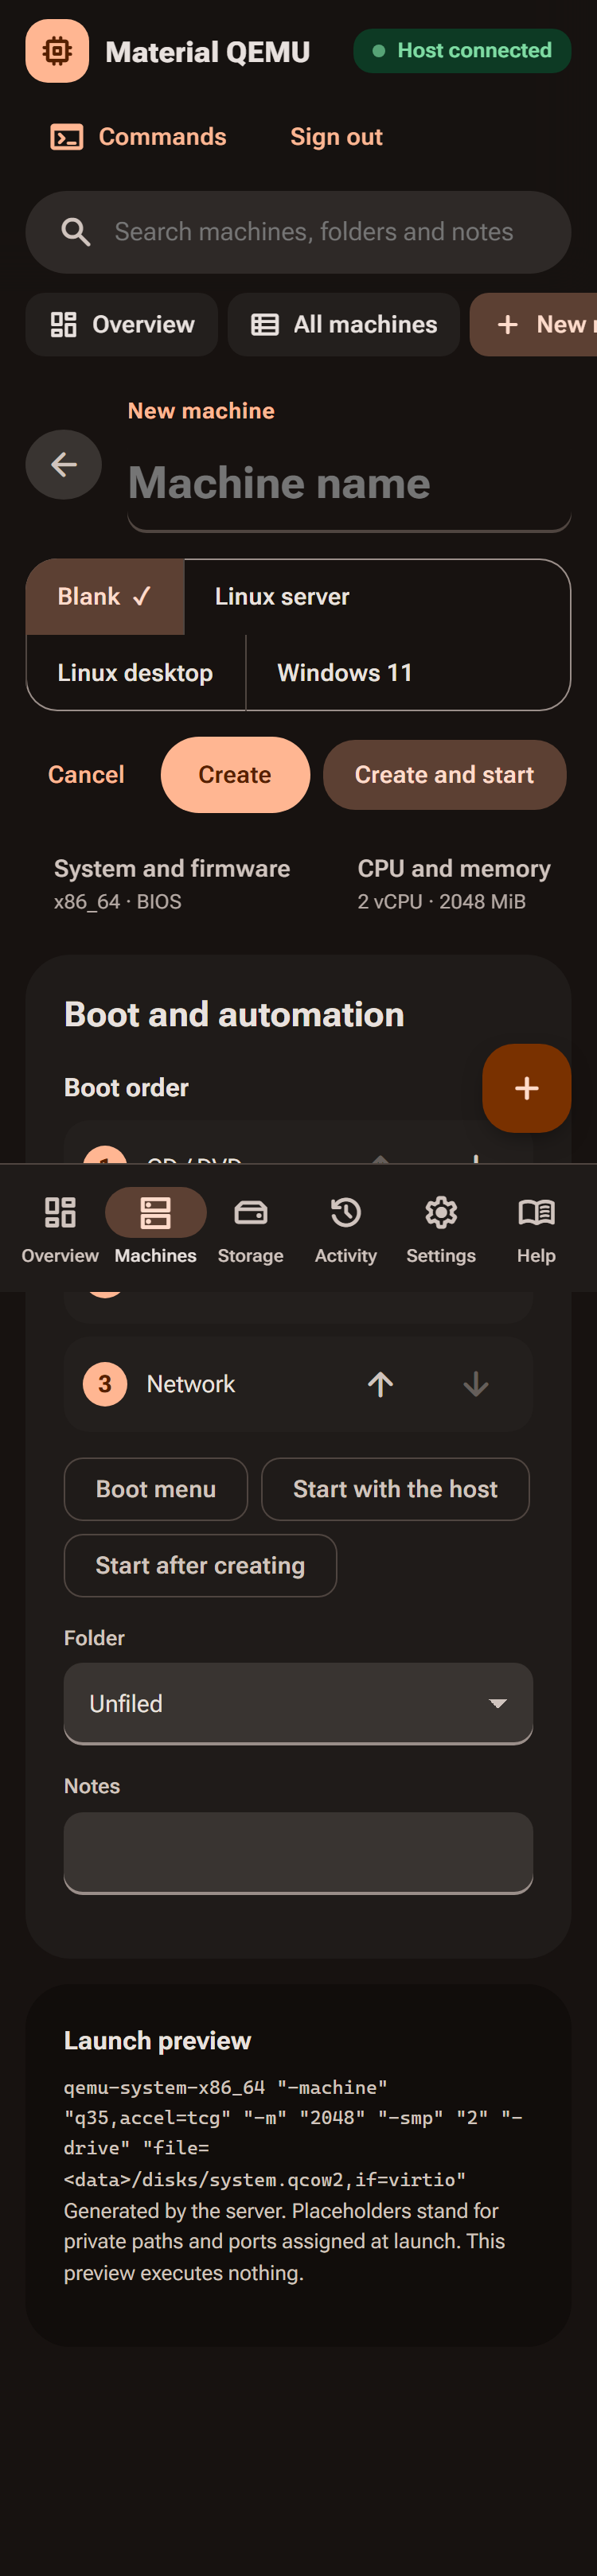 Material QEMU
Host connected
Commands
Sign out
Search machines, folders and notes
Overview
All machines
New
New machine
Machine name
Blank ✓
Linux server
Linux desktop
Windows 11
Cancel
Create
Create and start
System and firmware
x86_64 · BIOS
CPU and memory
2 vCPU · 2048 MiB
Boot and automation
Boot order
Overview
Machines
Storage
Activity
Settings
Help
3
Network
Boot menu
Start with the host
Start after creating
Folder
Unfiled
Notes
Launch preview
qemu-system-x86_64 "-machine"
"q35,accel=tcg" "-m" "2048" "-smp" "2" "-
drive" "file=
<data>/disks/system.qcow2,if=virtio"
Generated by the server. Placeholders stand for
private paths and ports assigned at launch. This
preview executes nothing.